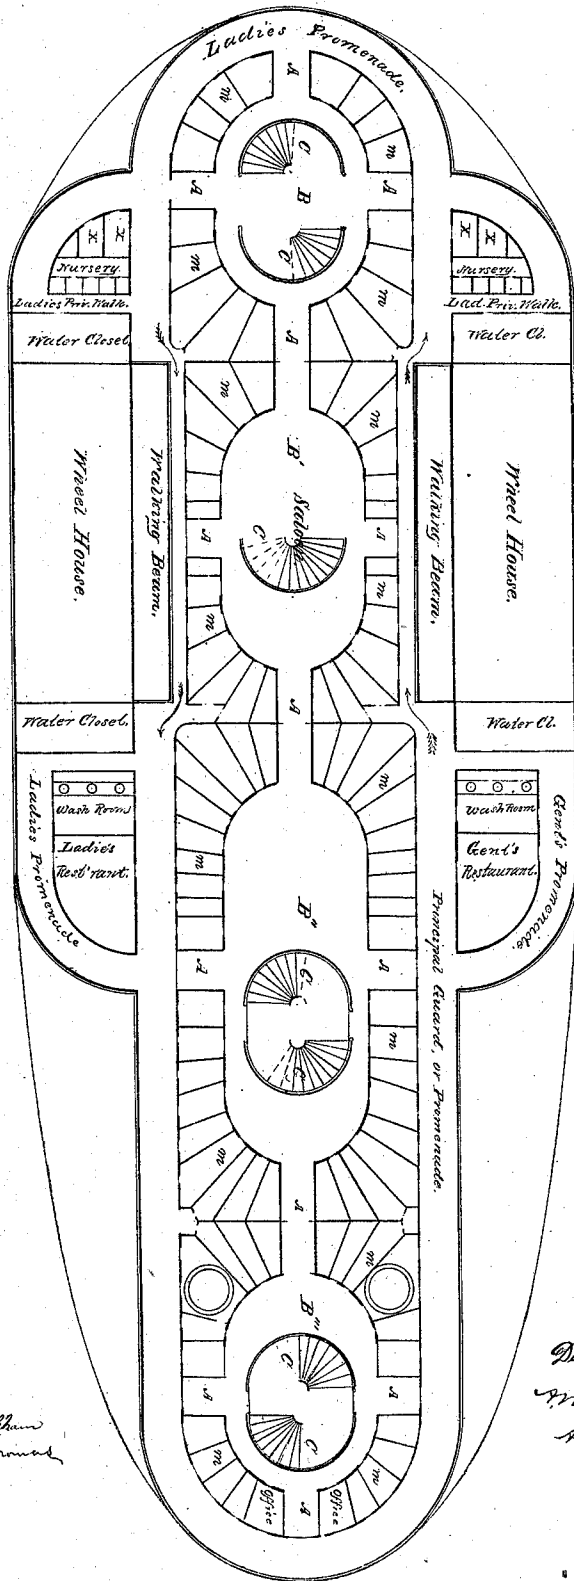 Ladies Promenade.
A
m
m
C
A
B
A
C
H H
H H
Nursery.
Nursery.
m
m
Ladies Priv. Walk.
Lad. Priv. Walk.
A
Water Closet.
Water Cl.
m
m
B' Saloon
Wheel House.
Walking Beam.
Walking Beam.
Wheel House.
A
C
A
m
m
m
A
Water Closet.
Water Cl.
m
Ladies Promenade
Wash Room
Wash Room
Ladie's
Rest'rant.
Gent's
Restaurant.
Gent's Promenade.
m
B"
Principal Guard, or Promenade.
A
C
A
m
C
m
A
m
B'''
C
A
A
C
m
m
Office
A
Office